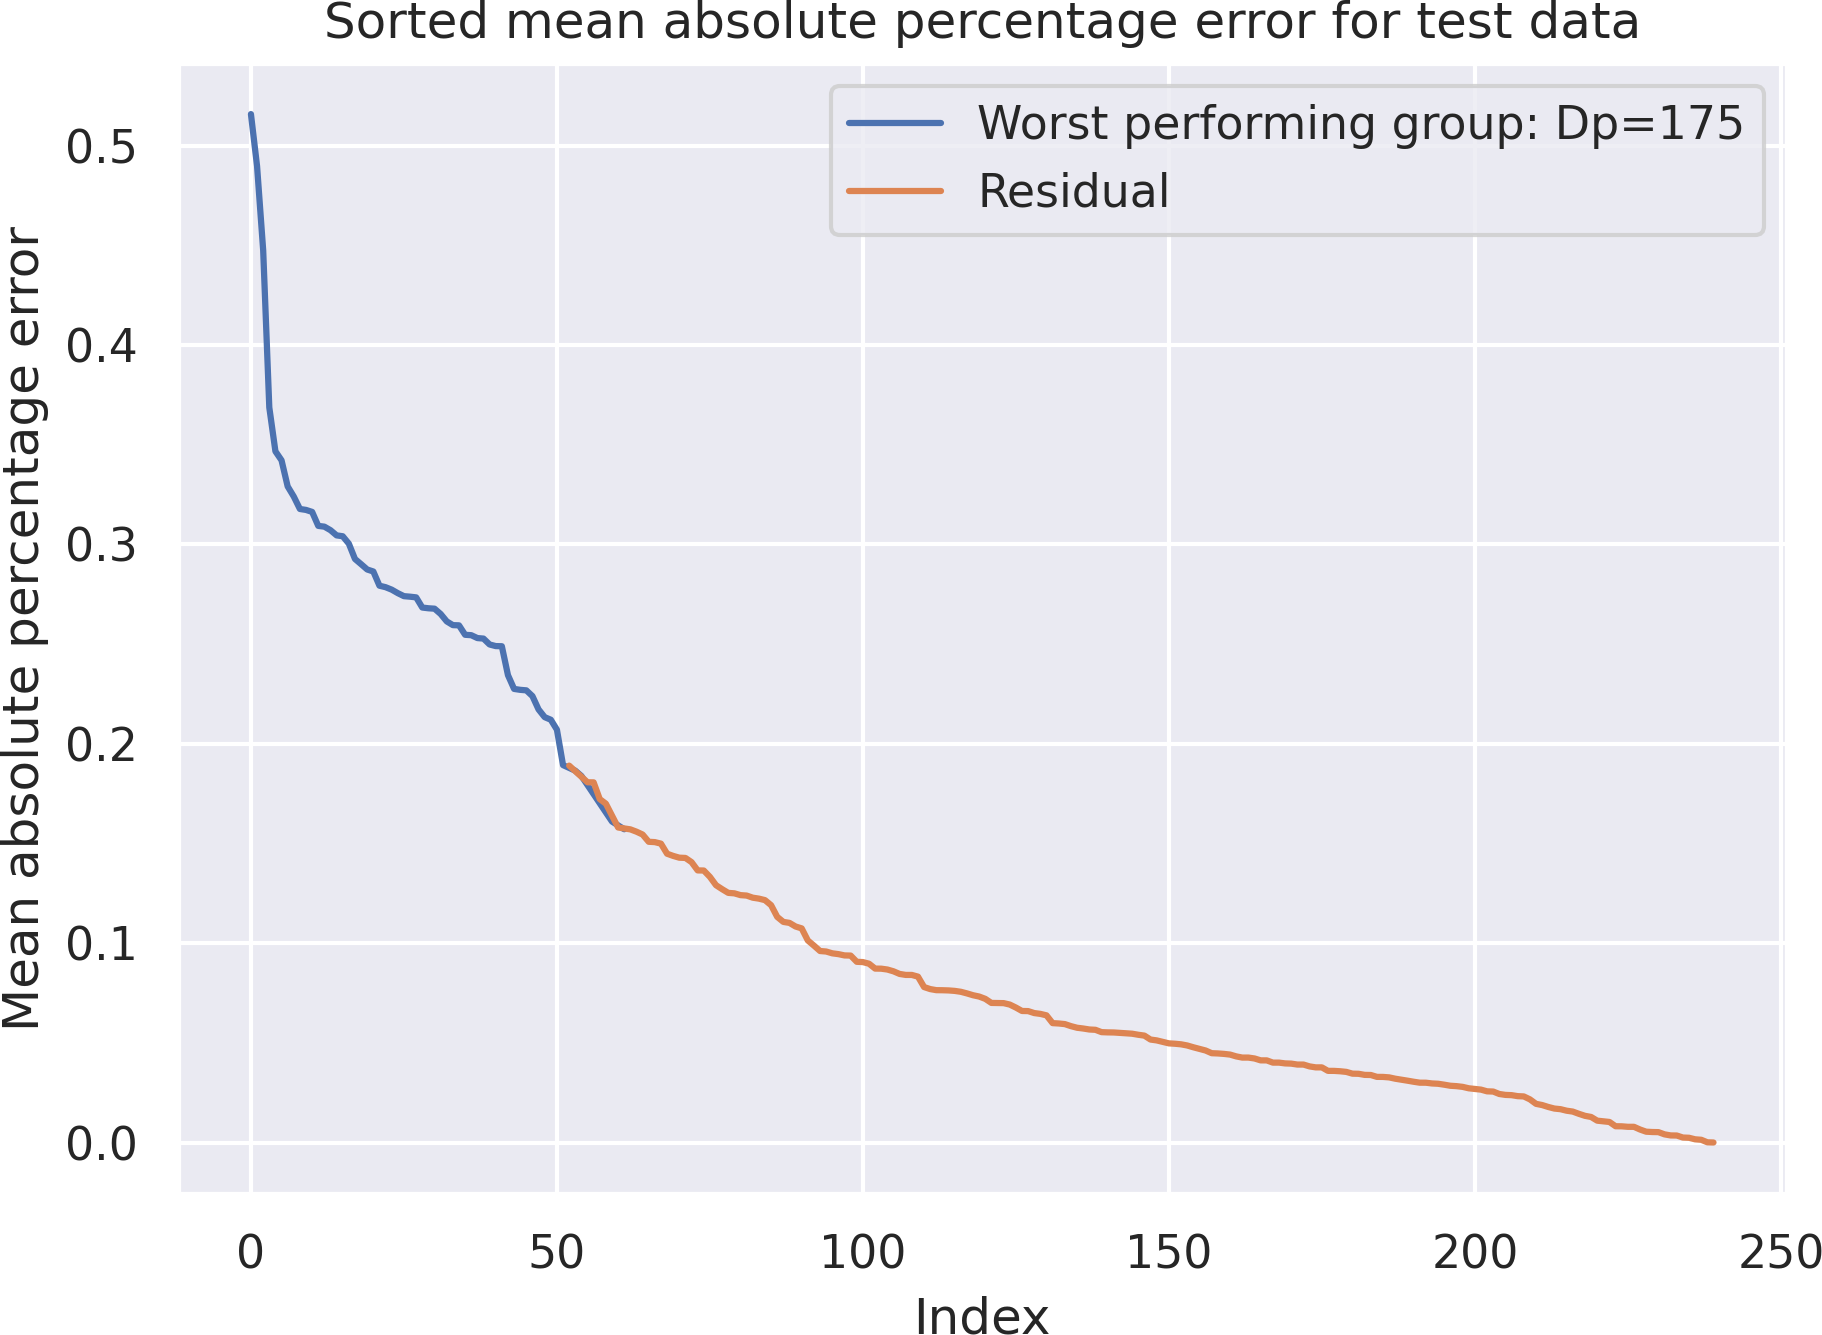 Sorted mean absolute percentage error for test data
Worst performing group: Dp=175
Residual
Mean absolute percentage error
0.5
0.4
0.3
0.2
0.1
0.0
0 50 100 150 200 250
Index